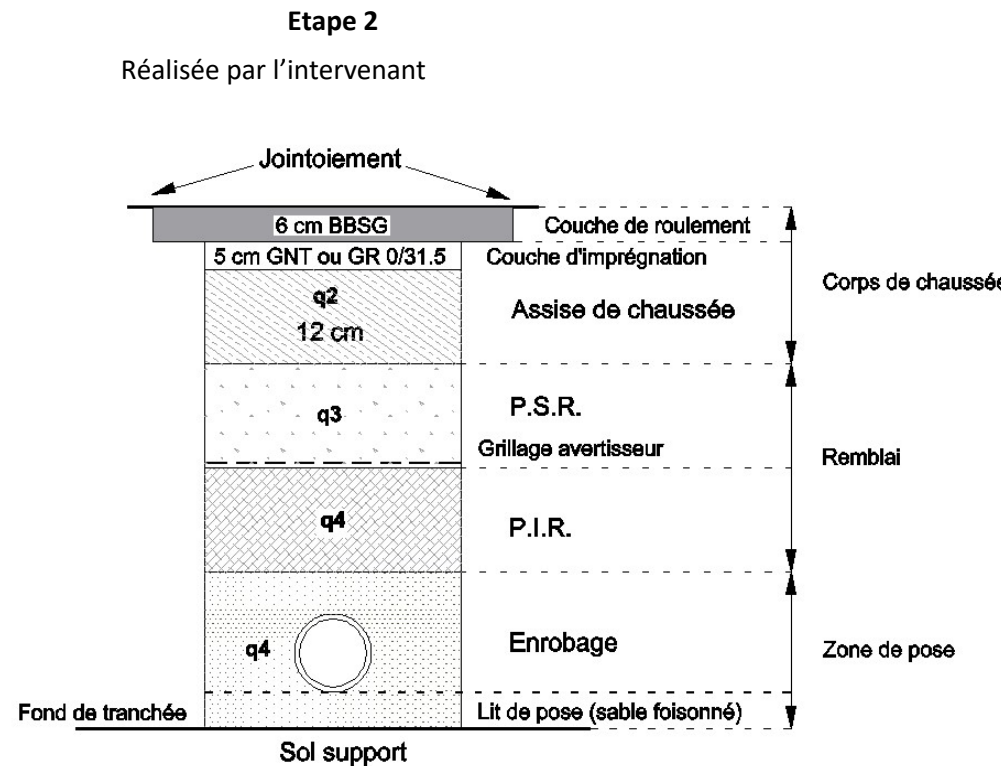 Etape 2
Réalisée par l’intervenant
Jointoiement
6 cm BBSG
Couche de roulement
5 cm GNT ou GR 0/31.5
Couche d'imprégnation
Corps de chaussée
q2
12 cm
Assise de chaussée
q3
P.S.R.
Grillage avertisseur
Remblai
q4
P.I.R.
q4
Enrobage
Zone de pose
Fond de tranchée
Lit de pose (sable foisonné)
Sol support